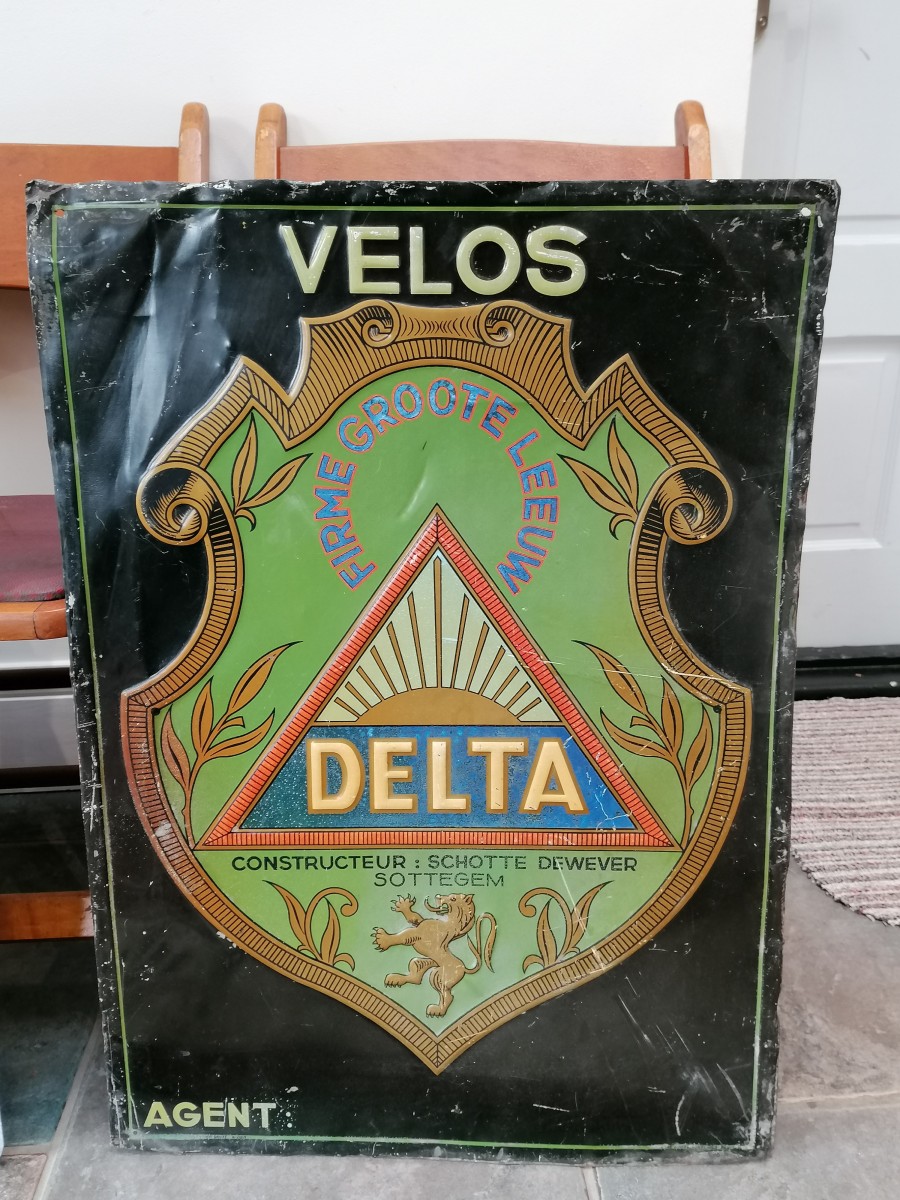 VELOS
FIRME GROOTE LEEUW
DELTA
CONSTRUCTEUR : SCHOTTE DEWEVER
SOTTEGEM
AGENT :